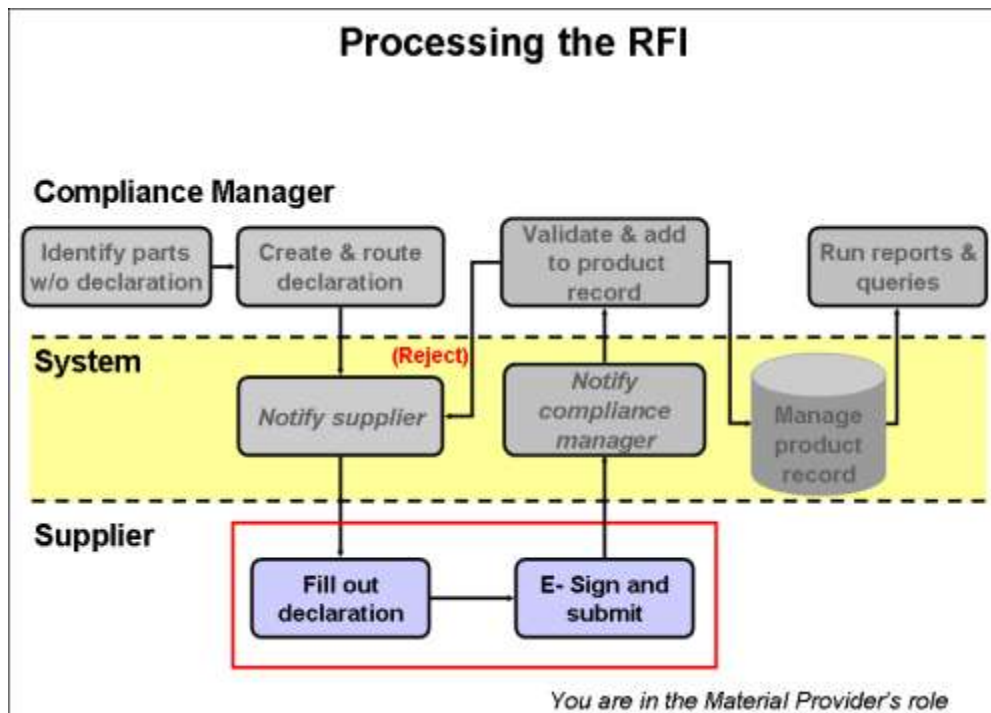 Processing the RFI
Compliance Manager
Identify parts
w/o declaration
Create & route
declaration
Validate & add
to product
record
Run reports &
queries
System
(Reject)
Notify supplier
Notify
compliance
manager
Manage
product
record
Supplier
Fill out
declaration
E- Sign and
submit
You are in the Material Provider's role